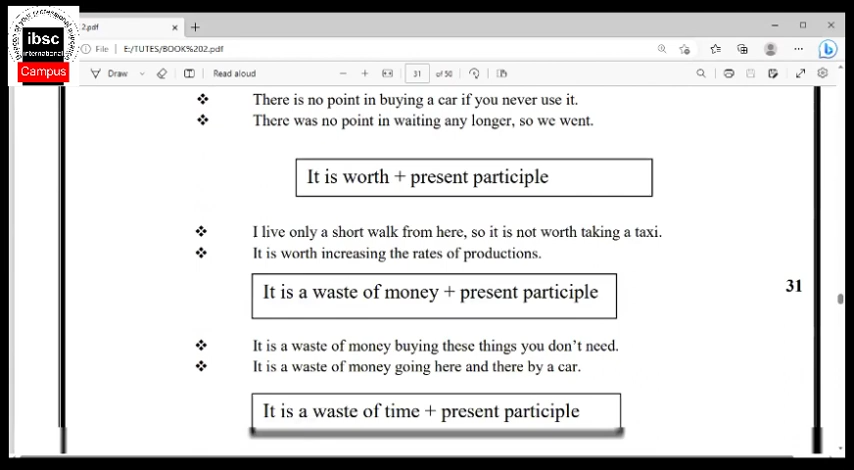 2.pdf
ibsc
international
Campus
File E:/TUTES/BOOK%202.pdf
Draw Read aloud 31 of 50
There is no point in buying a car if you never use it.
There was no point in waiting any longer, so we went.
It is worth + present participle
I live only a short walk from here, so it is not worth taking a taxi.
It is worth increasing the rates of productions.
It is a waste of money + present participle
31
It is a waste of money buying these things you don't need.
It is a waste of money going here and there by a car.
It is a waste of time + present participle